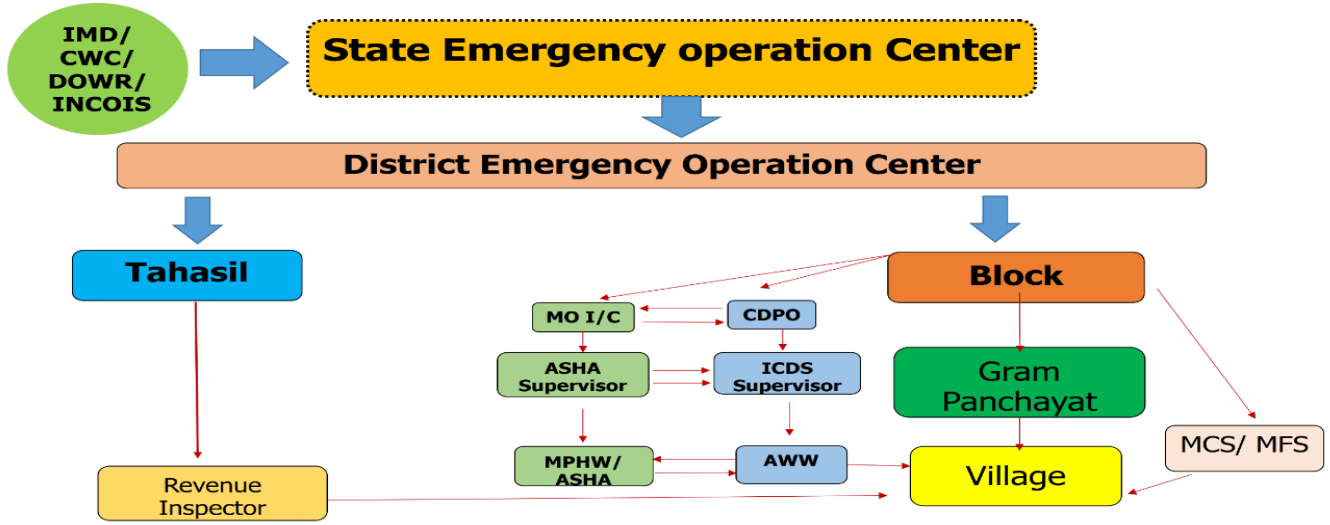 IMD/
CWC/
DOWR/
INCOIS
State Emergency operation Center
District Emergency Operation Center
Tahasil
Block
MO I/C
CDPO
ASHA
Supervisor
ICDS
Supervisor
Gram
Panchayat
MCS/ MFS
MPHW/
ASHA
AWW
Village
Revenue
Inspector